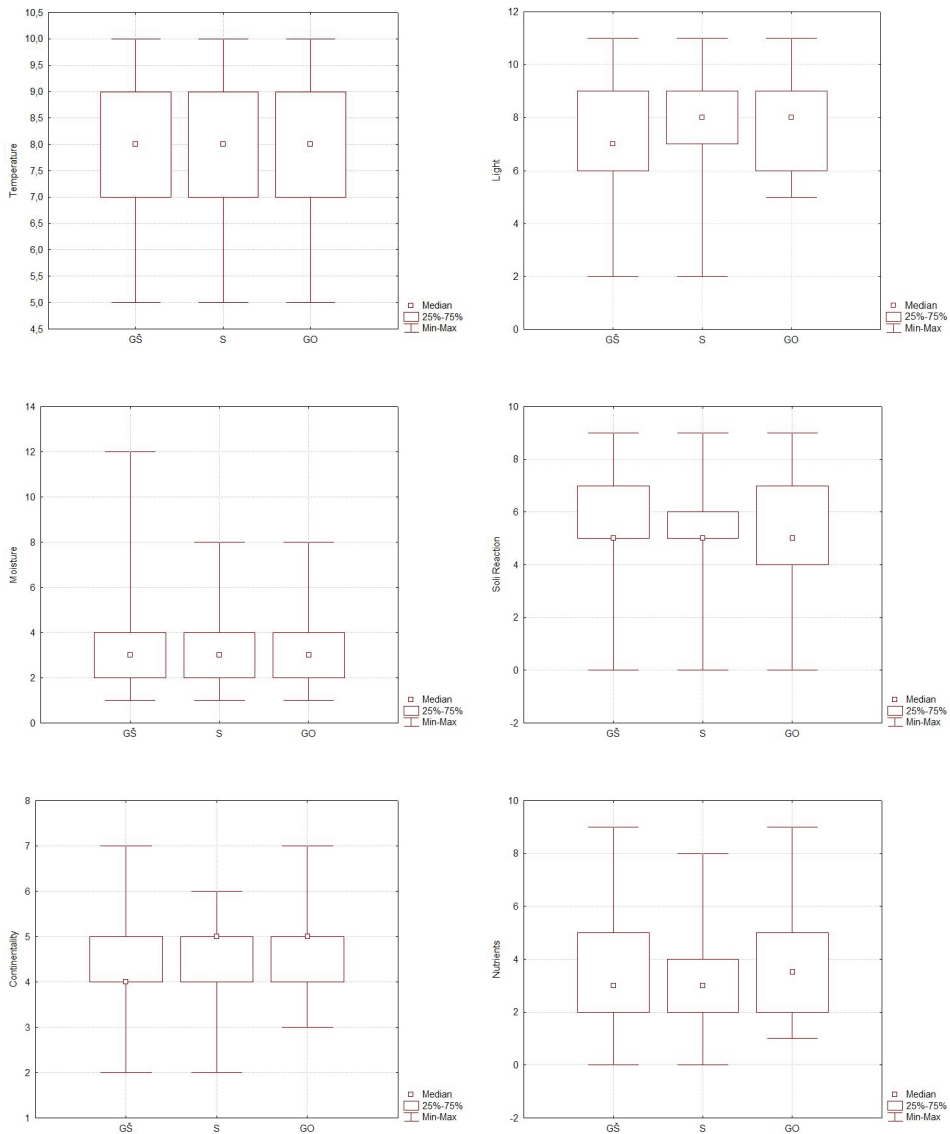 Temperature
10,5
10,0
9,5
9,0
8,5
8,0
7,5
7,0
6,5
6,0
5,5
5,0
4,5
GŠ S GO
Median
25%-75%
Min-Max
Light
12
10
8
6
4
2
0
GŠ S GO
Median
25%-75%
Min-Max
Moisture
14
12
10
8
6
4
2
0
GŠ S GO
Median
25%-75%
Min-Max
Soli Reaction
10
8
6
4
2
0
-2
GŠ S GO
Median
25%-75%
Min-Max
Continentality
8
7
6
5
4
3
2
1
GŠ S GO
Median
25%-75%
Min-Max
Nutrients
10
8
6
4
2
0
-2
GŠ S GO
Median
25%-75%
Min-Max